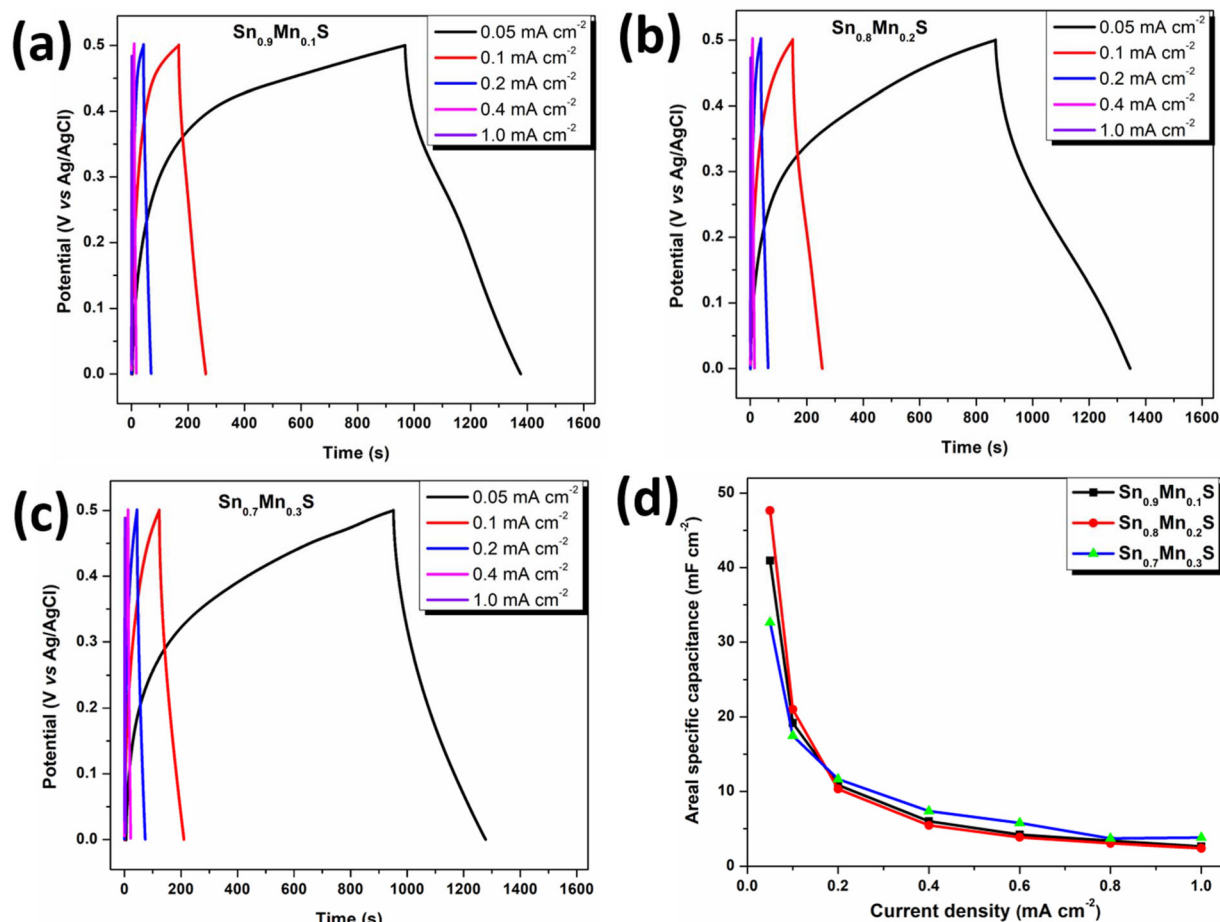 (a)
Sn0.9Mn0.1S
0.05 mA cm-2
0.1 mA cm-2
0.2 mA cm-2
0.4 mA cm-2
1.0 mA cm-2
Potential (V vs Ag/AgCl)
0.5
0.4
0.3
0.2
0.1
0.0
0 200 400 600 800 1000 1200 1400 1600
Time (s)
(b)
Sn0.8Mn0.2S
0.05 mA cm-2
0.1 mA cm-2
0.2 mA cm-2
0.4 mA cm-2
1.0 mA cm-2
Potential (V vs Ag/AgCl)
0.5
0.4
0.3
0.2
0.1
0.0
0 200 400 600 800 1000 1200 1400 1600
Time (s)
(c)
Sn0.7Mn0.3S
0.05 mA cm-2
0.1 mA cm-2
0.2 mA cm-2
0.4 mA cm-2
1.0 mA cm-2
Potential (V vs Ag/AgCl)
0.5
0.4
0.3
0.2
0.1
0.0
0 200 400 600 800 1000 1200 1400 1600
Time (s)
(d)
Sn0.9Mn0.1S
Sn0.8Mn0.2S
Sn0.7Mn0.3S
Areal specific capacitance (mF cm-2)
50
40
30
20
10
0
0.0 0.2 0.4 0.6 0.8 1.0
Current density (mA cm-2)